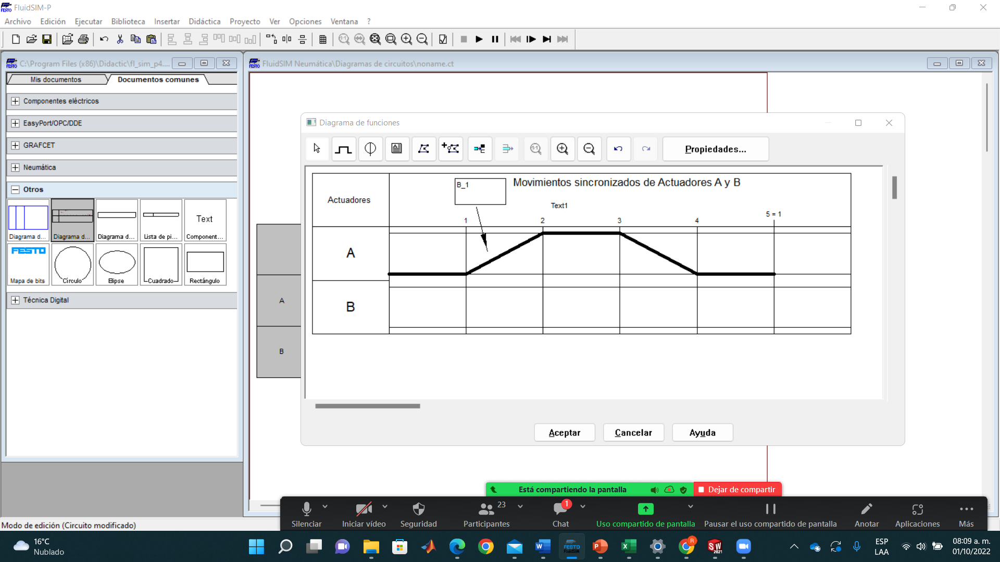 FluidSIM-P
Archivo Edición Ejecutar Biblioteca Insertar Didáctica Proyecto Ver Opciones Ventana ?
C:\Program Files (x86)\Didactic\fl_sim_p4....
Mis documentos Documentos comunes
Componentes eléctricos
EasyPort/OPC/DDE
GRAFCET
Neumática
Otros
Diagrama d... Diagrama d... Diagrama d... Lista de pi... Text Component...
FESTO
Mapa de bits Círculo Elipse Cuadrado Rectángulo
Técnica Digital
FluidSIM Neumática\Diagramas de circuitos\noname.ct
A
B
Diagrama de funciones
Propiedades...
Actuadores
B_1
Movimientos sincronizados de Actuadores A y B
Text1
1 2 3 4 5 = 1
A
B
Aceptar Cancelar Ayuda
Está compartiendo la pantalla Dejar de compartir
Silenciar Iniciar vídeo Seguridad Participantes 23 Chat 1 Uso compartido de pantalla Pausar el uso compartido de pantalla Anotar Aplicaciones Más
Modo de edición (Circuito modificado)
16°C
Nublado
ESP
LAA
08:09 a. m.
01/10/2022